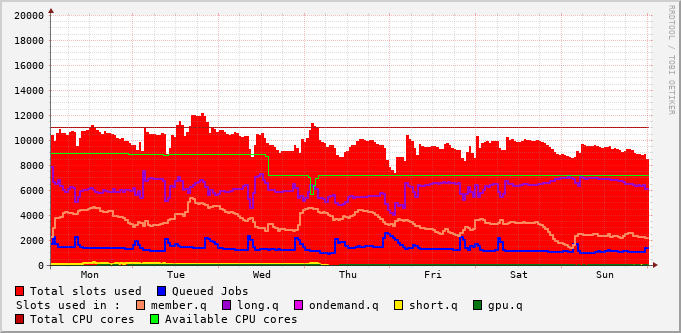 20000
18000
16000
14000
12000
10000
8000
6000
4000
2000
0
Mon Tue Wed Thu Fri Sat Sun
RRDTOOL / TOBI OETIKER
Total slots used Queued Jobs
Slots used in : member.q long.q ondemand.q short.q gpu.q
Total CPU cores Available CPU cores